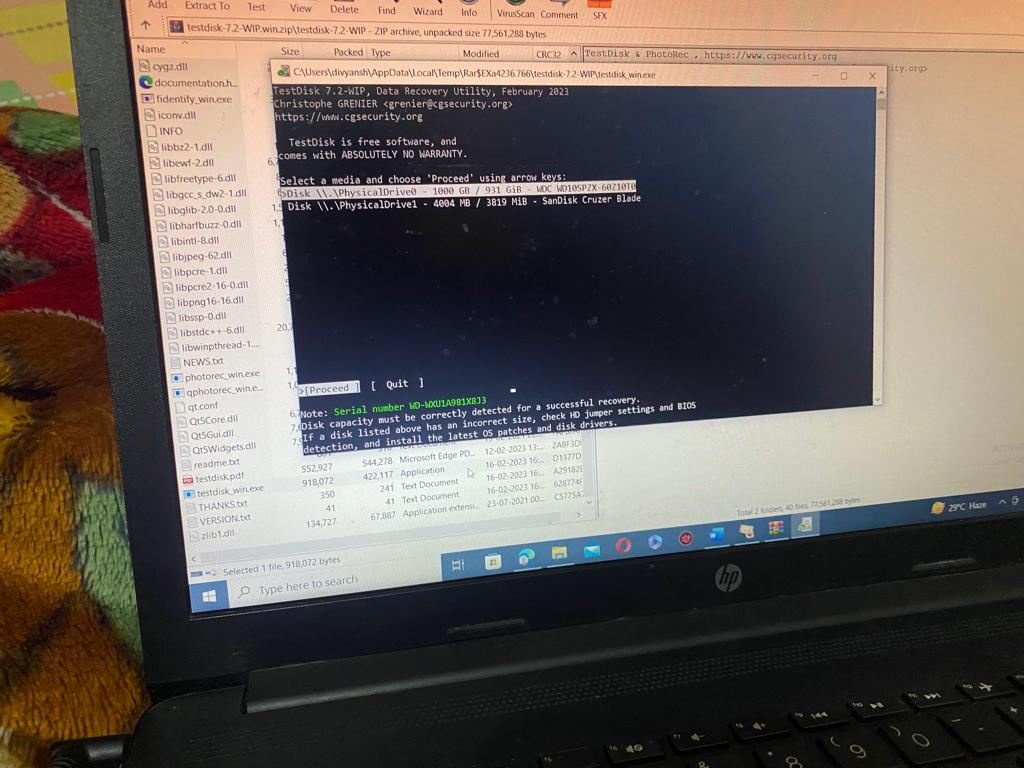 Add Extract To Test View Delete Find Wizard Info VirusScan Comment SFX
testdisk-7.2-WIP.win.zip\testdisk-7.2-WIP - ZIP archive, unpacked size 77,561,288 bytes
Name Size Packed Type Modified CRC32
TestDisk & PhotoRec , https://www.cgsecurity.org
ity.org>
C:\Users\divyansh\AppData\Local\Temp\Rar$EXa4236.766\testdisk-7.2-WIP\testdisk_win.exe
TestDisk 7.2-WIP, Data Recovery Utility, February 2023
Christophe GRENIER <grenier@cgsecurity.org>
https://www.cgsecurity.org
TestDisk is free software, and
comes with ABSOLUTELY NO WARRANTY.
Select a media and choose 'Proceed' using arrow keys:
>Disk \\.\PhysicalDrive0 - 1000 GB / 931 GiB - WDC WD10SPZX-60Z10T0
Disk \\.\PhysicalDrive1 - 4004 MB / 3819 MiB - SanDisk Cruzer Blade
>[Proceed ] [ Quit ]
Note: Serial number WD-WXU1A981X8J3
Disk capacity must be correctly detected for a successful recovery.
If a disk listed above has an incorrect size, check HD jumper settings and BIOS
detection, and install the latest OS patches and disk drivers.
cygz.dll
documentation.h...
fidentify_win.exe
iconv.dll
INFO
libbz2-1.dll
libewf-2.dll
libfreetype-6.dll
libgcc_s_dw2-1.dll
libglib-2.0-0.dll
libharfbuzz-0.dll
libintl-8.dll
libjpeg-62.dll
libpcre-1.dll
libpcre2-16-0.dll
libpng16-16.dll
libssp-0.dll
libstdc++-6.dll
libwinpthread-1....
NEWS.txt
photorec_win.exe
qphotorec_win.e...
qt.conf
Qt5Core.dll
Qt5Gui.dll
Qt5Widgets.dll
readme.txt
testdisk.pdf 552,927 544,278 Microsoft Edge PD... 12-02-2023 13:... 2ABF3D
testdisk_win.exe 918,072 422,117 Application 16-02-2023 16:... D1377D
THANKS.txt 350 241 Text Document 16-02-2023 16:...
VERSION.txt 41 41 Text Document 16-02-2023 16:... 628774F
zlib1.dll 134,727 67,887 Application extensi... 23-07-2021 00:...
Selected 1 file, 918,072 bytes
Total 2 folders, 40 files, 77,561,288 bytes
Type here to search
29°C Haze
hp